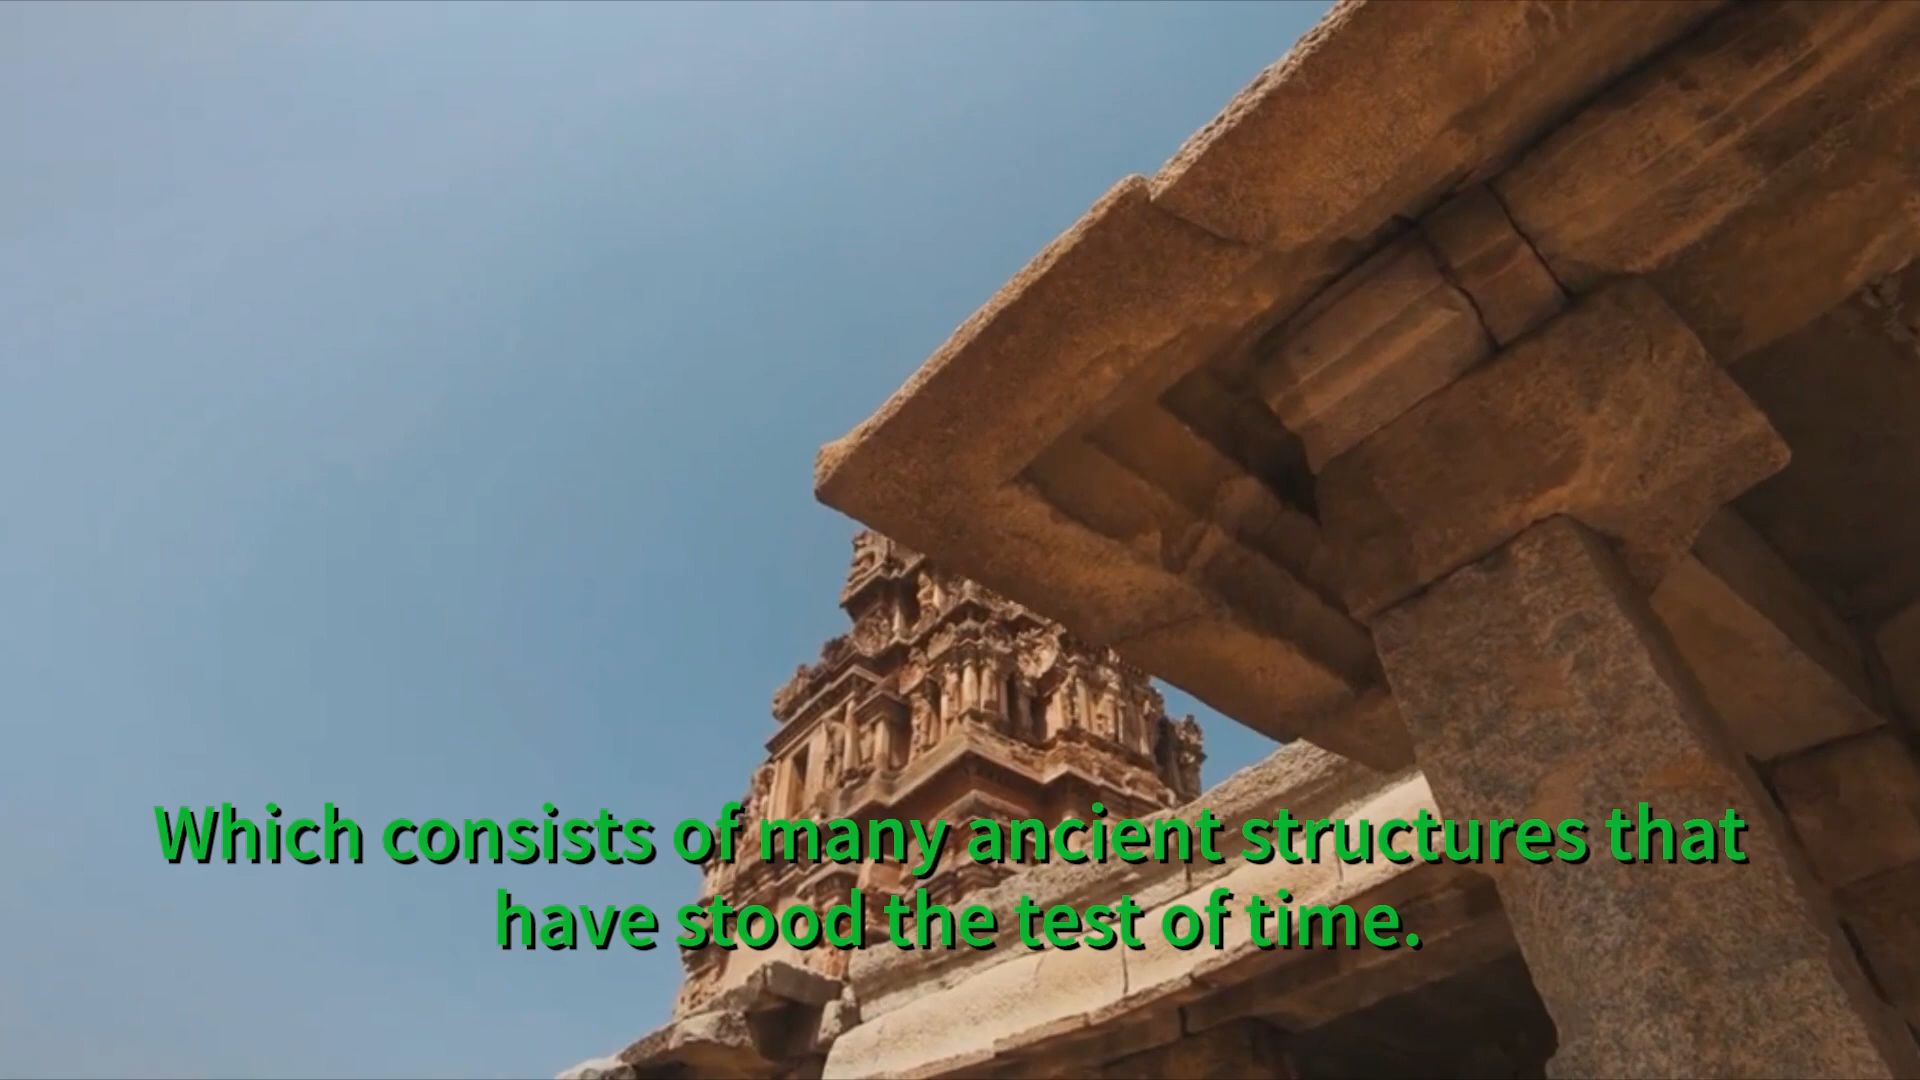 Which consists of many ancient structures that
have stood the test of time.